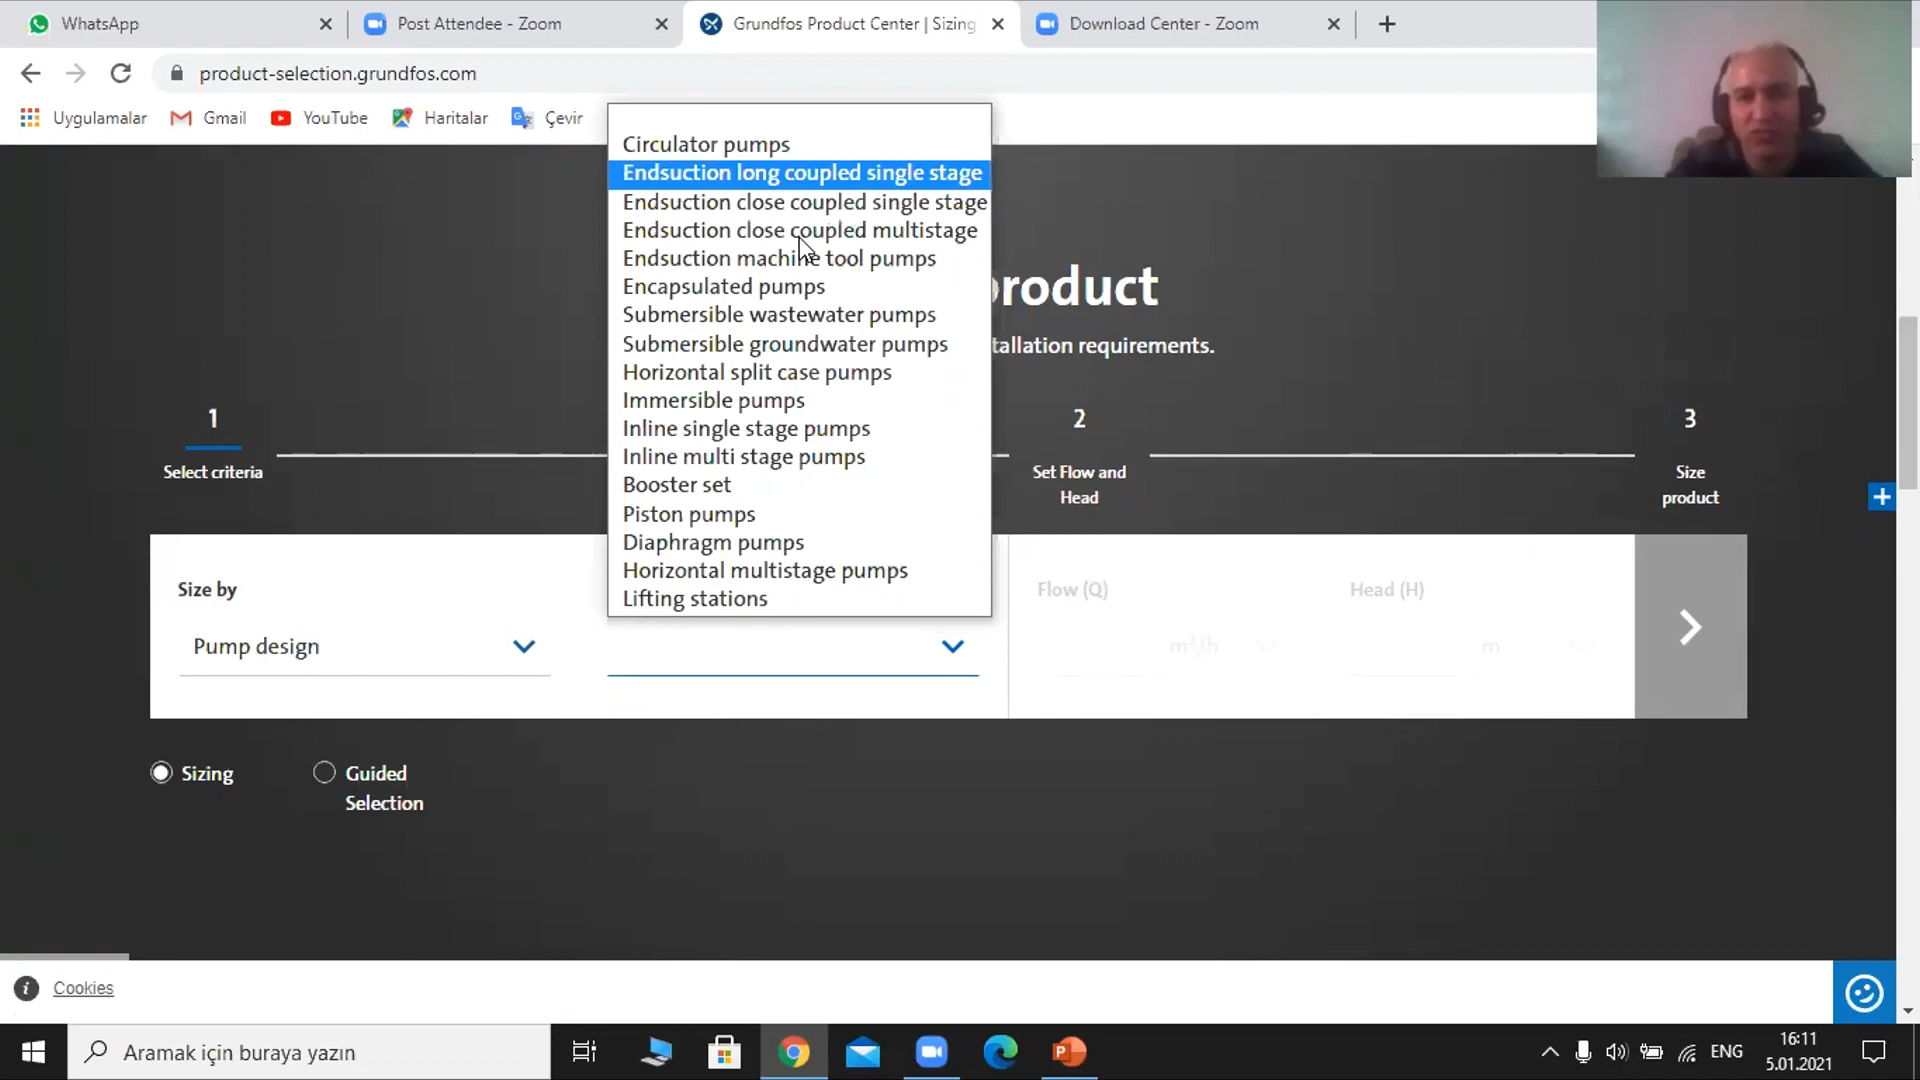 WhatsApp
Post Attendee - Zoom
Grundfos Product Center | Sizing
Download Center - Zoom
product-selection.grundfos.com
Uygulamalar
Gmail
YouTube
Haritalar
Çevir
Circulator pumps
Endsuction long coupled single stage
Endsuction close coupled single stage
Endsuction close coupled multistage
Endsuction machine tool pumps
Encapsulated pumps
Submersible wastewater pumps
Submersible groundwater pumps
Horizontal split case pumps
Immersible pumps
Inline single stage pumps
Inline multi stage pumps
Booster set
Piston pumps
Diaphragm pumps
Horizontal multistage pumps
Lifting stations
product
tallation requirements.
1
Select criteria
2
Set Flow and
Head
3
Size
product
Size by
Pump design
Flow (Q)
m³/h
Head (H)
m
Sizing
Guided
Selection
Cookies
Aramak için buraya yazın
ENG
16:11
5.01.2021